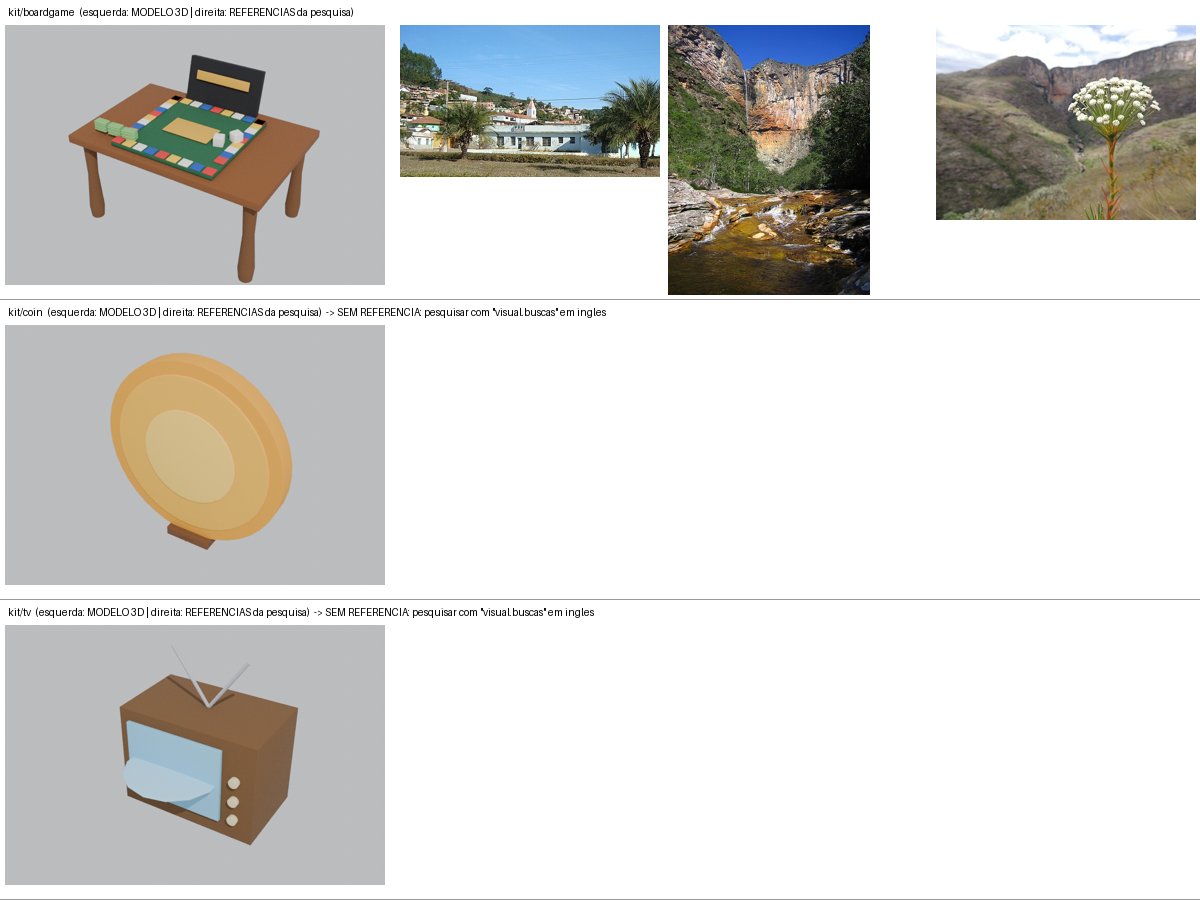 kit/boardgame (esquerda: MODELO 3D | direita: REFERENCIAS da pesquisa)
kit/coin (esquerda: MODELO 3D | direita: REFERENCIAS da pesquisa) -> SEM REFERENCIA: pesquisar com "visual.buscas" em ingles
kit/tv (esquerda: MODELO 3D | direita: REFERENCIAS da pesquisa) -> SEM REFERENCIA: pesquisar com "visual.buscas" em ingles